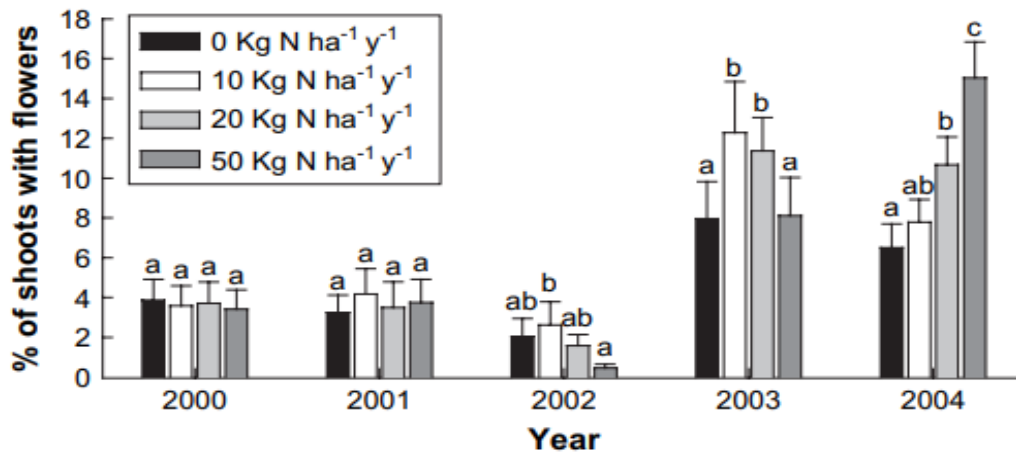 % of shoots with flowers
18
16
14
12
10
8
6
4
2
0
0 Kg N ha⁻¹ y⁻¹
10 Kg N ha⁻¹ y⁻¹
20 Kg N ha⁻¹ y⁻¹
50 Kg N ha⁻¹ y⁻¹
a a a a
a a a a
ab b ab a
a b b a
a ab b c
2000 2001 2002 2003 2004
Year